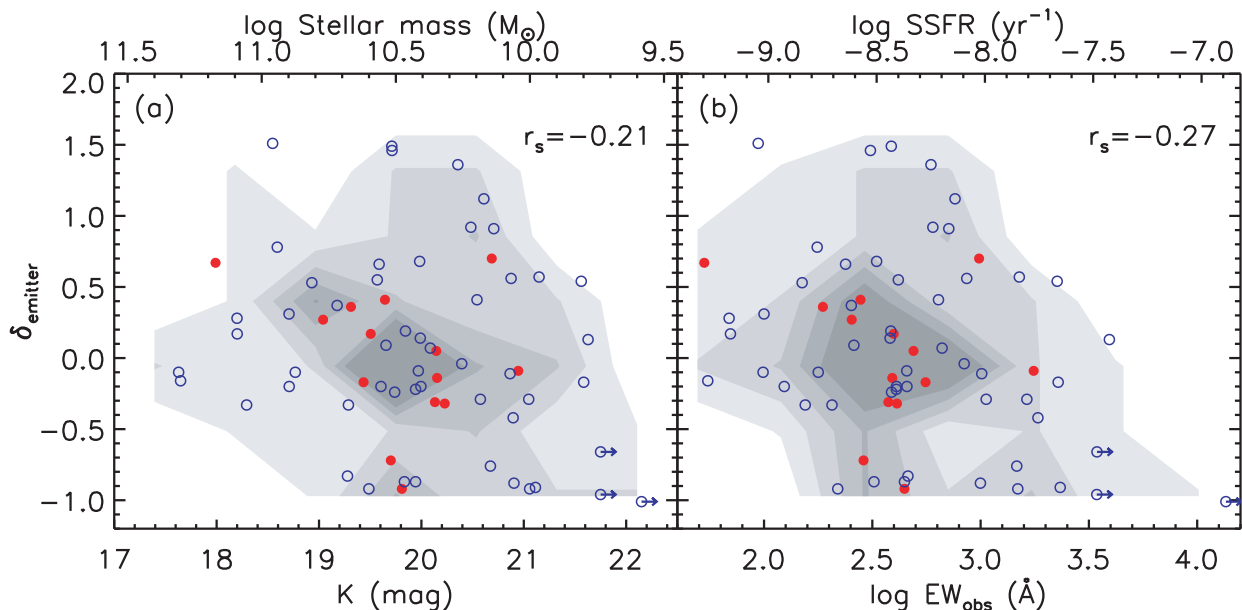 log Stellar mass (M⊙)
log SSFR (yr⁻¹)
11.5 11.0 10.5 10.0 9.5
-9.0 -8.5 -8.0 -7.5 -7.0
2.0
1.5
1.0
0.5
0.0
-0.5
-1.0
δemitter
(a)
rs=-0.21
(b)
rs=-0.27
17 18 19 20 21 22
2.0 2.5 3.0 3.5 4.0
K (mag)
log EWobs (Å)